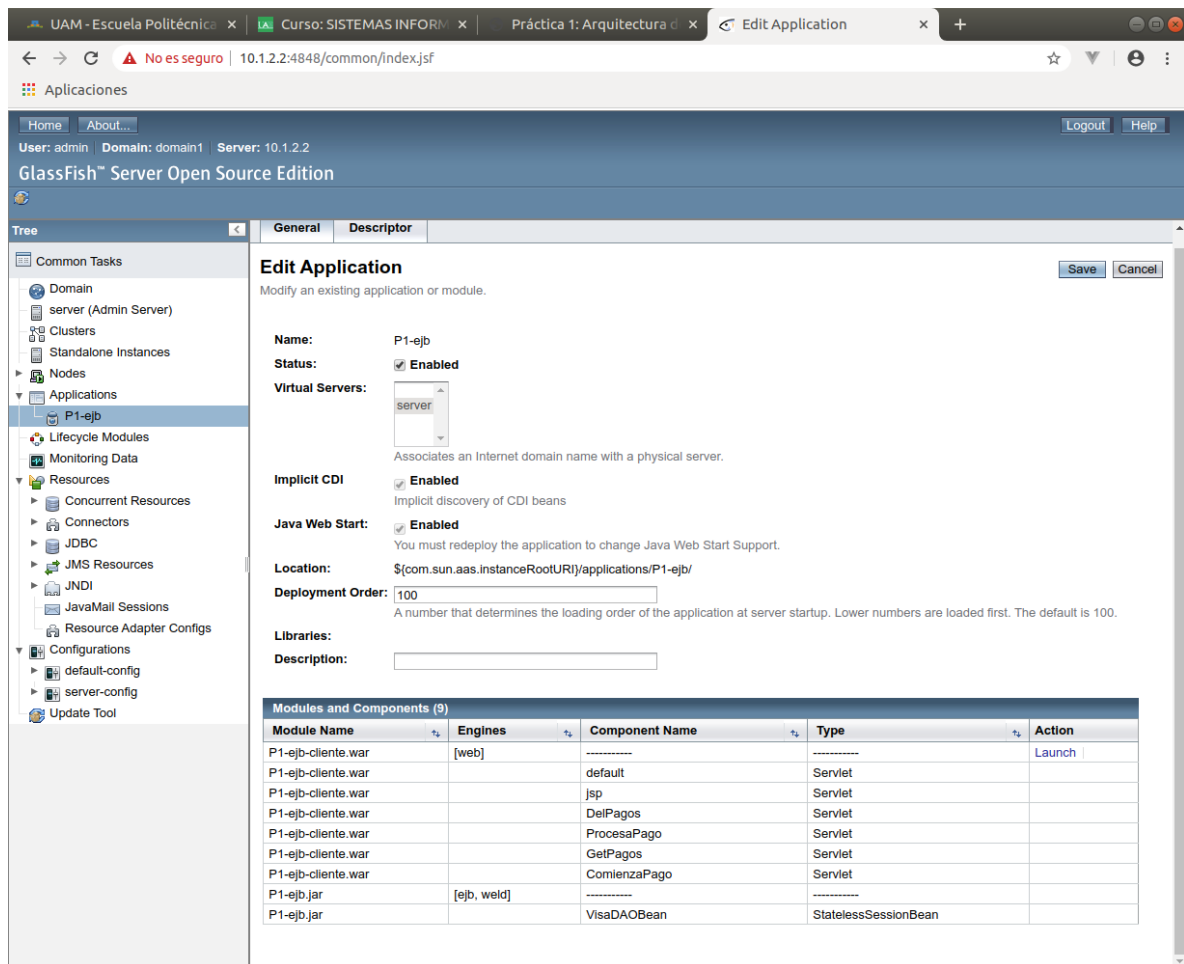 UAM - Escuela Politécnica
Curso: SISTEMAS INFORM
Práctica 1: Arquitectura d
Edit Application
No es seguro 10.1.2.2:4848/common/index.jsf
Aplicaciones
Home About... Logout Help
User: admin Domain: domain1 Server: 10.1.2.2
GlassFish™ Server Open Source Edition
Tree
Common Tasks
Domain
server (Admin Server)
Clusters
Standalone Instances
Nodes
Applications
P1-ejb
Lifecycle Modules
Monitoring Data
Resources
Concurrent Resources
Connectors
JDBC
JMS Resources
JNDI
JavaMail Sessions
Resource Adapter Configs
Configurations
default-config
server-config
Update Tool
General Descriptor
Edit Application
Save Cancel
Modify an existing application or module.
Name: P1-ejb
Status: Enabled
Virtual Servers:
server
Associates an Internet domain name with a physical server.
Implicit CDI Enabled
Implicit discovery of CDI beans
Java Web Start: Enabled
You must redeploy the application to change Java Web Start Support.
Location: ${com.sun.aas.instanceRootURI}/applications/P1-ejb/
Deployment Order: 100
A number that determines the loading order of the application at server startup. Lower numbers are loaded first. The default is 100.
Libraries:
Description:
Modules and Components (9)
Module Name Engines Component Name Type Action
P1-ejb-cliente.war [web] ----------- ----------- Launch
P1-ejb-cliente.war default Servlet
P1-ejb-cliente.war jsp Servlet
P1-ejb-cliente.war DelPagos Servlet
P1-ejb-cliente.war ProcesaPago Servlet
P1-ejb-cliente.war GetPagos Servlet
P1-ejb-cliente.war ComienzaPago Servlet
P1-ejb.jar [ejb, weld] ----------- -----------
P1-ejb.jar VisaDAOBean StatelessSessionBean